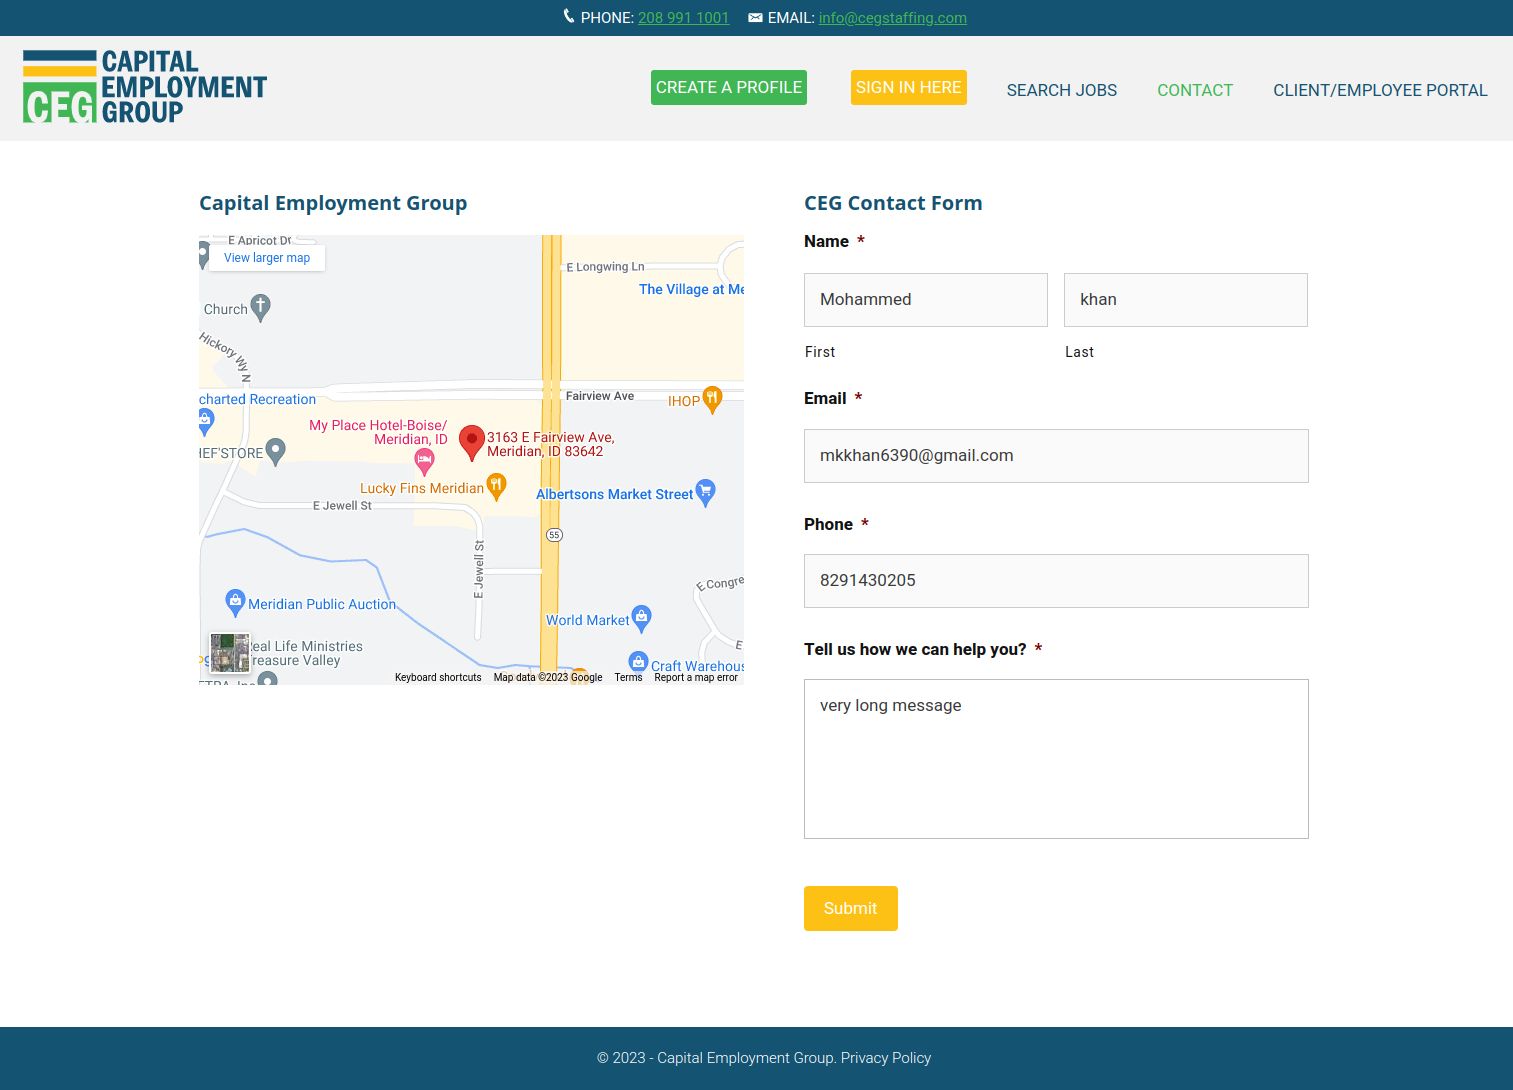 PHONE: 208 991 1001 EMAIL: info@cegstaffing.com
CAPITAL
EMPLOYMENT
GROUP
CEG
CREATE A PROFILE
SIGN IN HERE
SEARCH JOBS
CONTACT
CLIENT/EMPLOYEE PORTAL
Capital Employment Group
E Apricot Dr
View larger map
E Longwing Ln
The Village at Me
Church
Hickory Wy N
charted Recreation
Fairview Ave
IHOP
My Place Hotel-Boise/
Meridian, ID
3163 E Fairview Ave,
Meridian, ID 83642
HEF'STORE
Lucky Fins Meridian
Albertsons Market Street
E Jewell St
55
E Jewell St
E Congre
Meridian Public Auction
World Market
Real Life Ministries
Treasure Valley
E
Craft Warehous
Keyboard shortcuts
Map data ©2023 Google
Terms
Report a map error
CEG Contact Form
Name *
Mohammed
khan
First
Last
Email *
mkkhan6390@gmail.com
Phone *
8291430205
Tell us how we can help you? *
very long message
Submit
© 2023 - Capital Employment Group. Privacy Policy